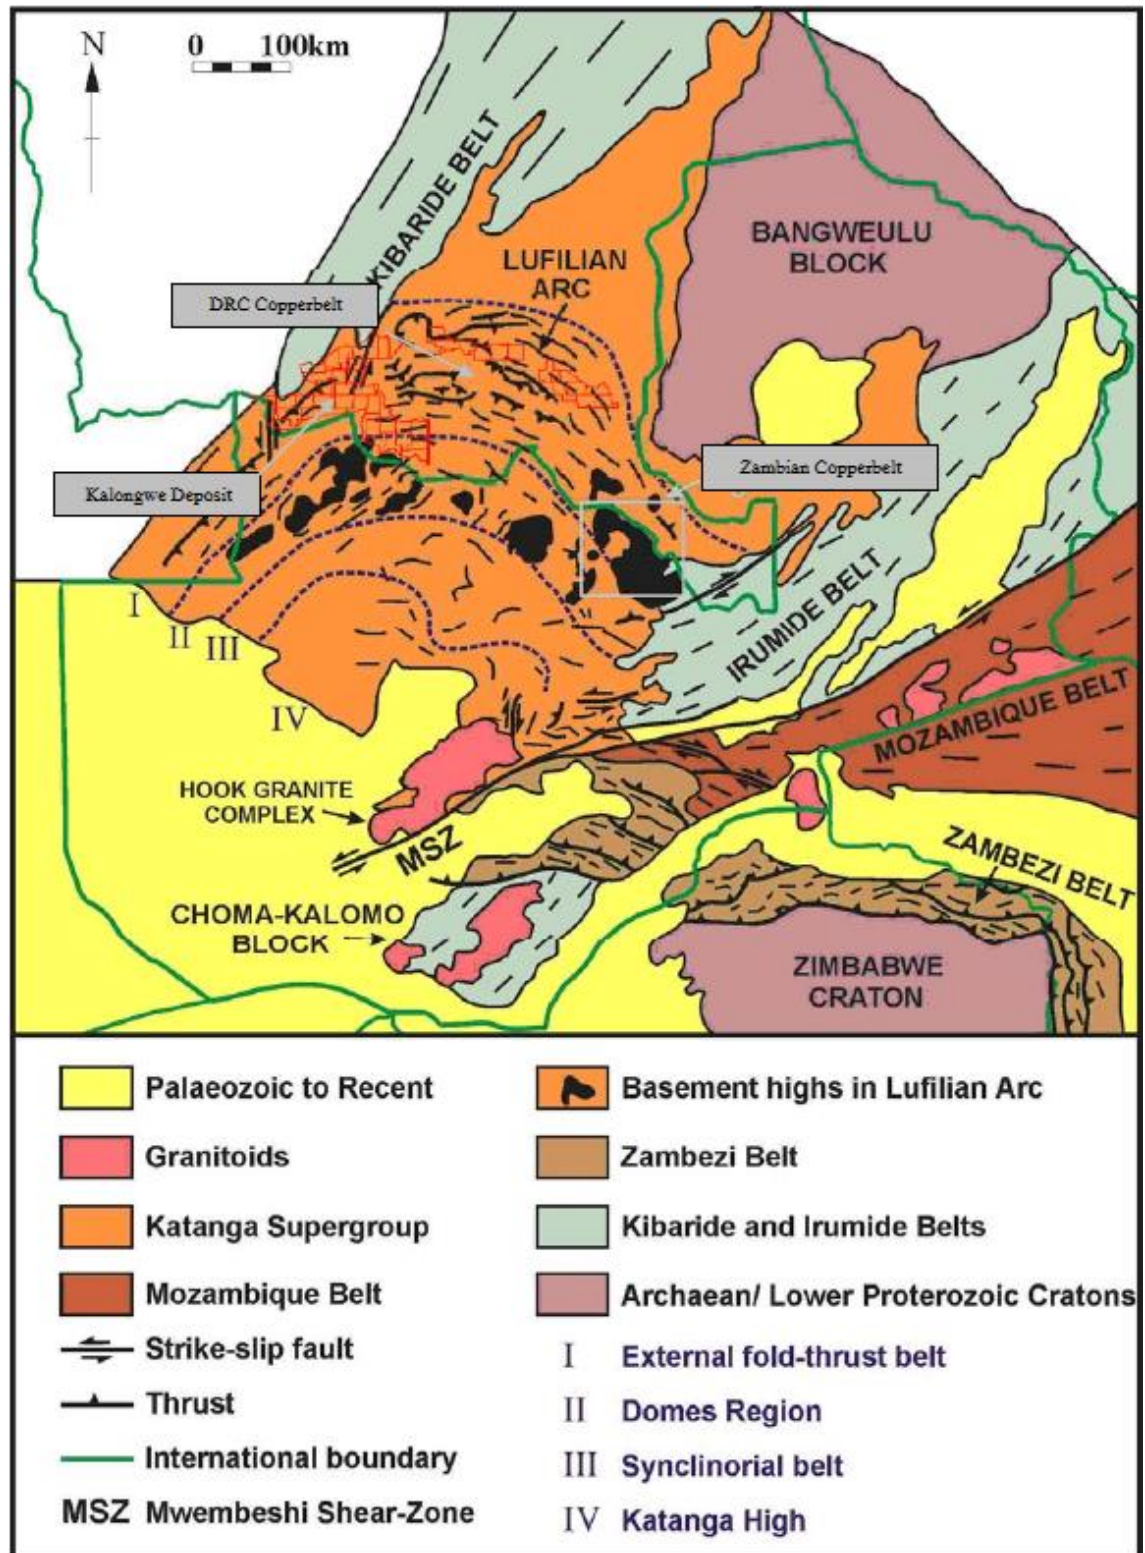 N
0 100km
KIBARIDE BELT
LUFILIAN
ARC
BANGWEULU
BLOCK
DRC Copperbelt
Zambian Copperbelt
Kalongwe Deposit
I
II
III
IV
IRUMIDE BELT
MOZAMBIQUE BELT
HOOK GRANITE
COMPLEX
MSZ
ZAMBEZI BELT
CHOMA-KALOMO
BLOCK
ZIMBABWE
CRATON
Palaeozoic to Recent
Granitoids
Katanga Supergroup
Mozambique Belt
Strike-slip fault
Thrust
International boundary
MSZ Mwembeshi Shear-Zone
Basement highs in Lufilian Arc
Zambezi Belt
Kibaride and Irumide Belts
Archaean/ Lower Proterozoic Cratons
I External fold-thrust belt
II Domes Region
III Synclinorial belt
IV Katanga High